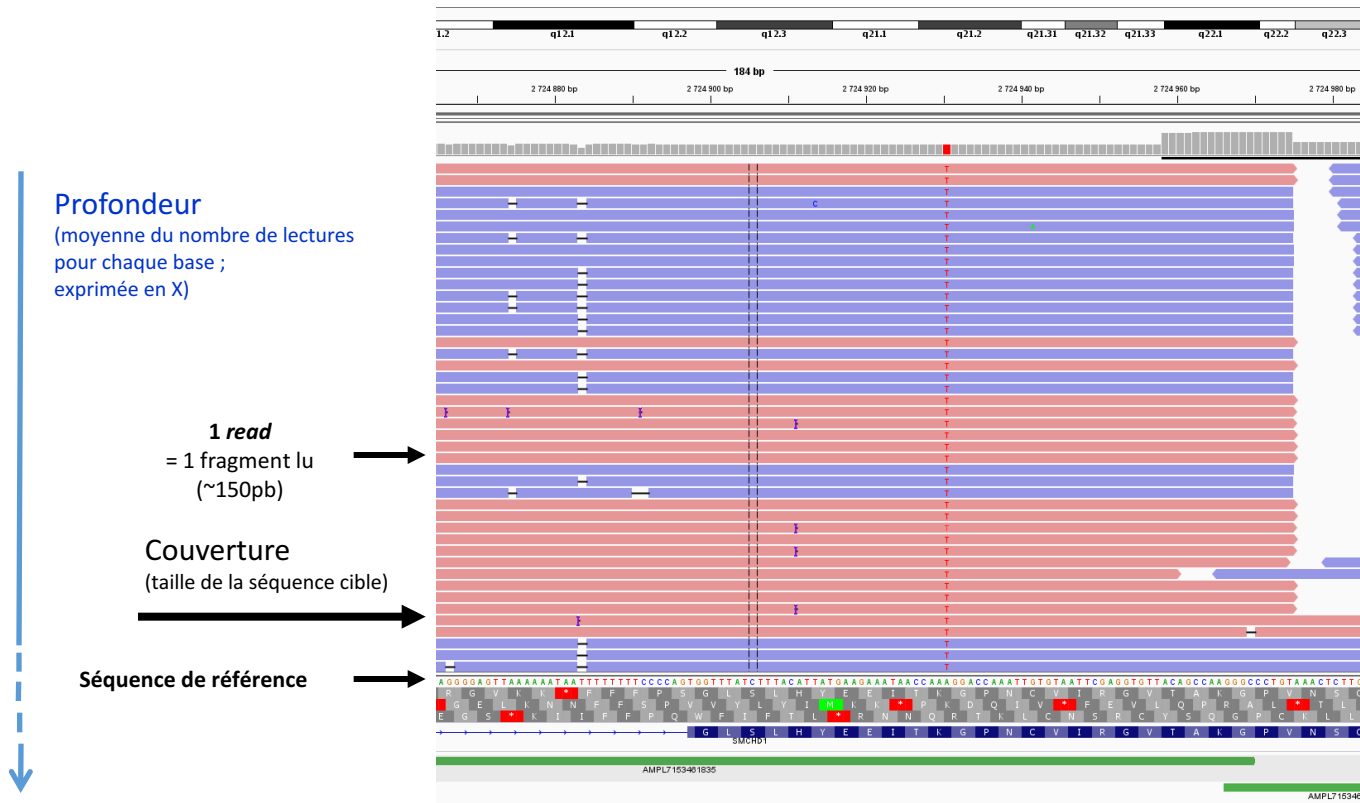 1.2 q12.1 q12.2 q12.3 q21.1 q21.2 q21.31 q21.32 q21.33 q22.1 q22.2 q22.3
184 bp
2 724 880 bp 2 724 900 bp 2 724 920 bp 2 724 940 bp 2 724 960 bp 2 724 980 bp
Profondeur
(moyenne du nombre de lectures
pour chaque base ;
exprimée en X)
C
T
1 read
= 1 fragment lu
(~150pb)
Couverture
(taille de la séquence cible)
Séquence de référence
R G V K K * F F F P S G L S L H Y E E I T K G P N C V I R G V T A K G P V N S
G E L K N N F F S P V V Y L Y I M K K * P K D Q I V * F E V L Q P R A L * T L
E G S * K I I F F P Q W F I F T L * R N N Q R T K L C N S R C Y S Q G P C K L L
G L S L H Y E E I T K G P N C V I R G V T A K G P V N S
SMCHD1
AMPL7153461835
AMPL715346